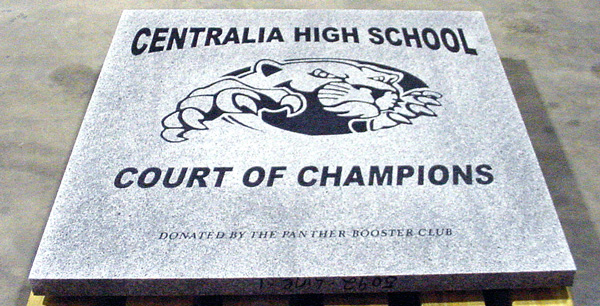 CENTRALIA HIGH SCHOOL
COURT OF CHAMPIONS
DONATED BY THE PANTHER BOOSTER CLUB